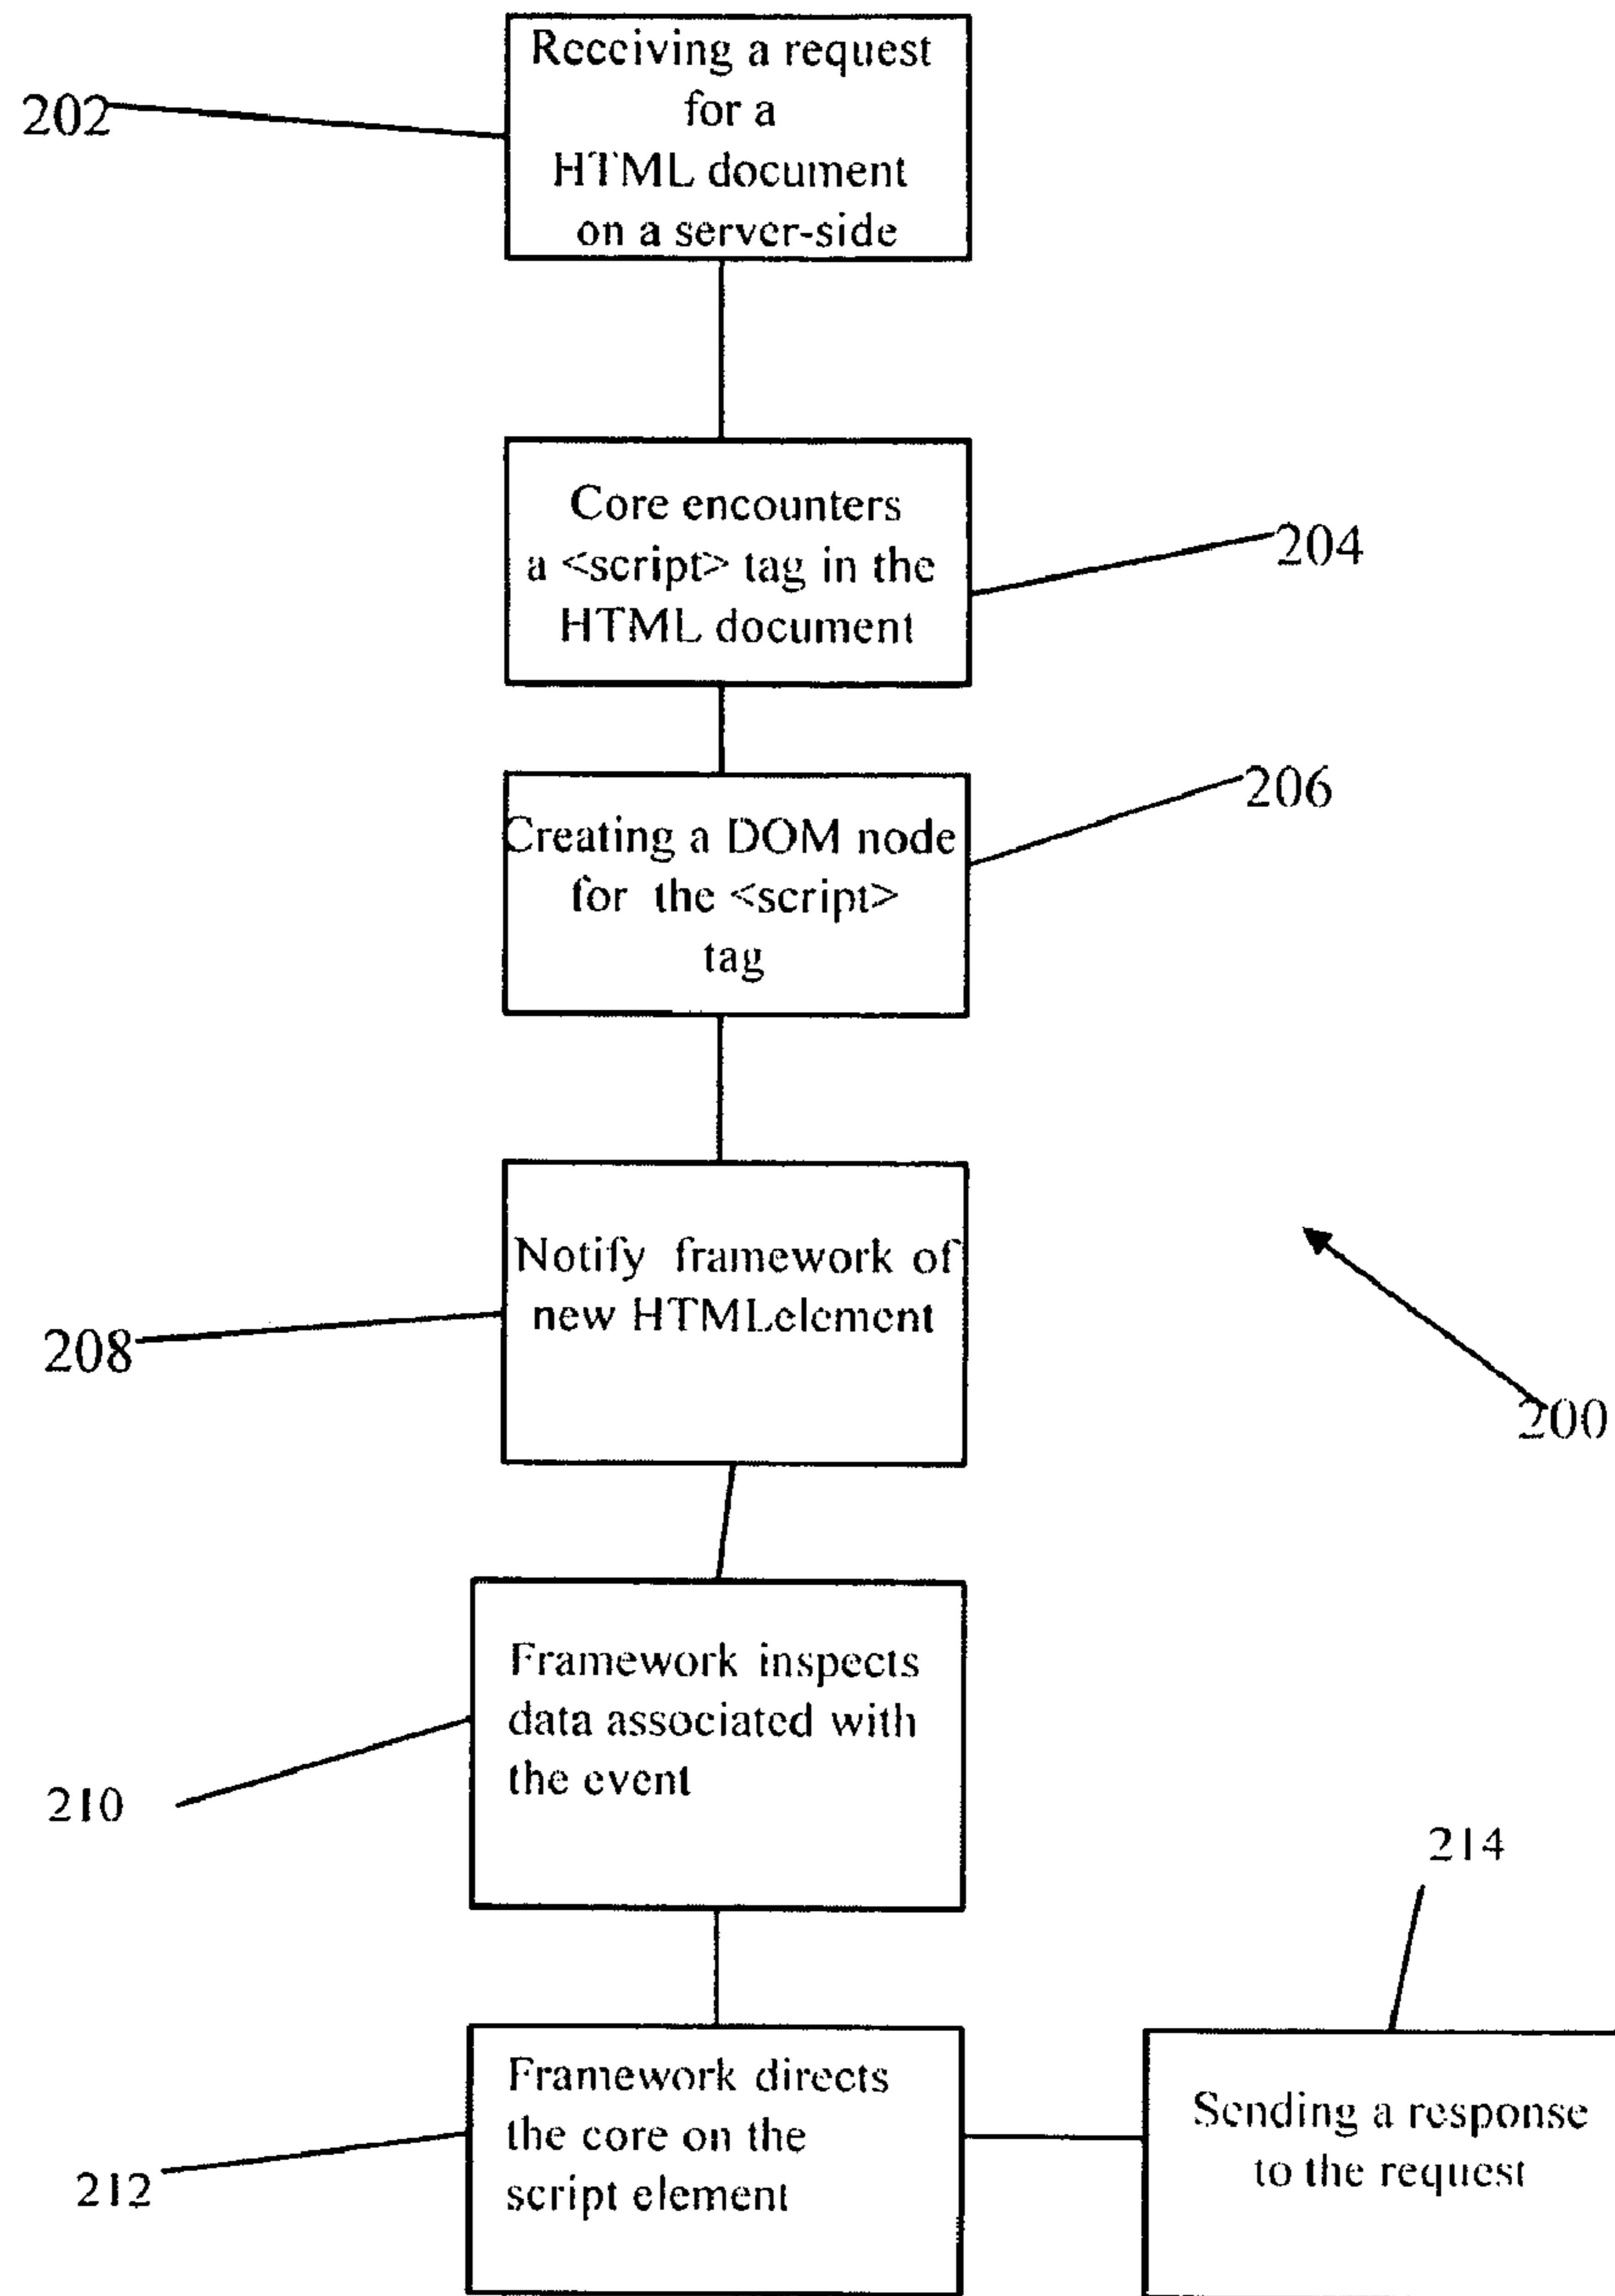 Receiving a request
for a
HTML document
on a server-side
202
Core encounters
a <script> tag in the
HTML document
204
Creating a DOM node
for the <script>
tag
206
Notify framework of
new HTMLelement
208
200
Framework inspects
data associated with
the event
210
Framework directs
the core on the
script element
212
214
Sending a response
to the request